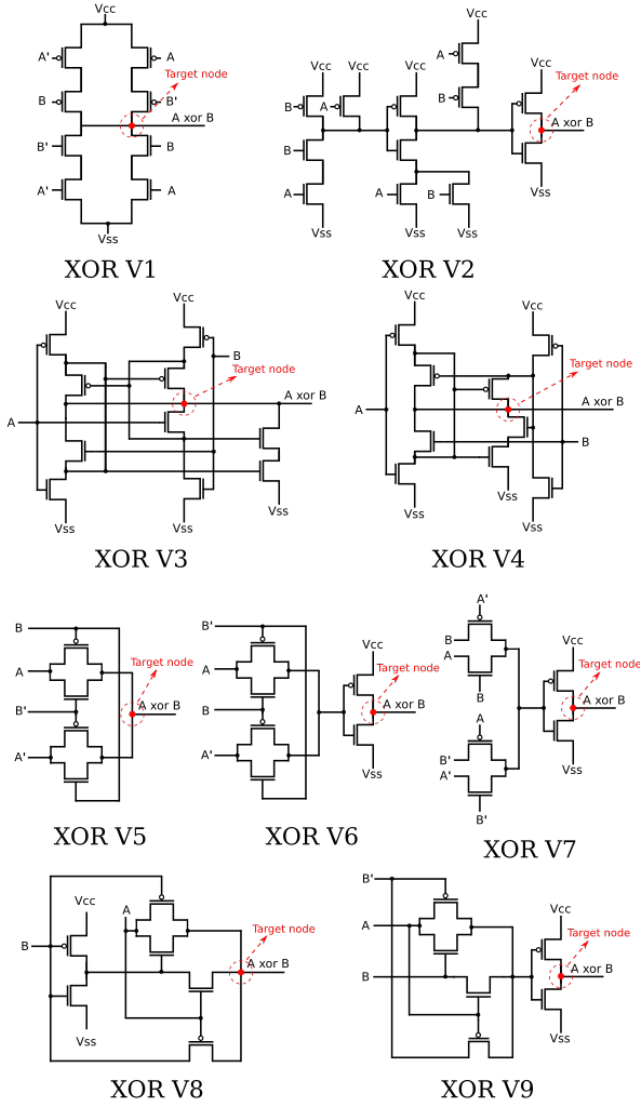 Vcc
A' A
Target node
B B'
A xor B
B' B
A' A
Vss
XOR V1
Vcc
A
Vcc Vcc Vcc Vcc
Target node
B A B
A xor B
B
A A B Vss
Vss Vss Vss
XOR V2
Vcc Vcc
B
Target node
A xor B
A
Vss Vss Vss
XOR V3
Vcc Vcc
Target node
A A xor B
B
Vss Vss Vss
XOR V4
B
Target node
A
B' A xor B
A'
XOR V5
B'
Vcc
A Target node
B A xor B
A'
Vss
XOR V6
A'
Vcc
B
A Target node
B
A xor B
A
B'
A' Vss
B'
XOR V7
A
Vcc
Target node
B A xor B
Vss
XOR V8
B'
Vcc
A
Target node
B A xor B
Vss
XOR V9